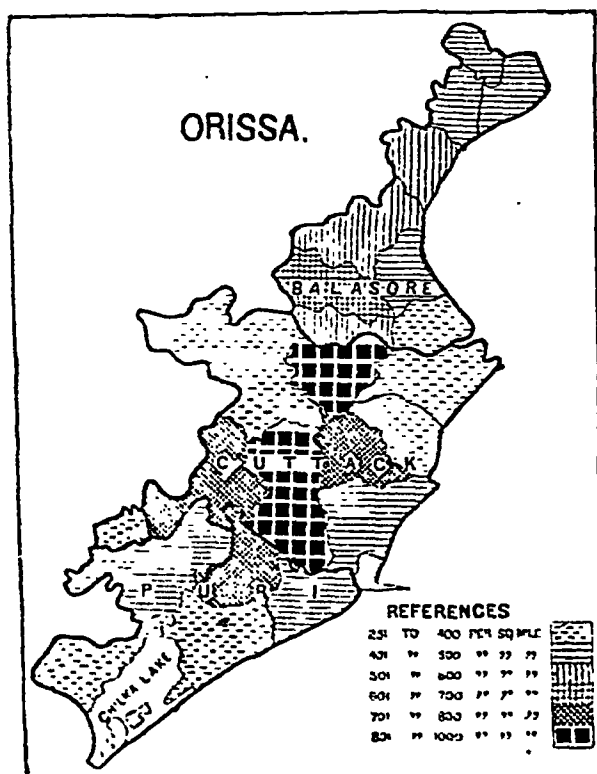 ORISSA.
BALASORE
CUTTACK
PURI
CHILKA LAKE
REFERENCES
251 TO 400 PER SQ MILE
401 " 500 " " "
501 " 600 " " "
601 " 700 " " "
701 " 800 " " "
801 " 1000 " " "